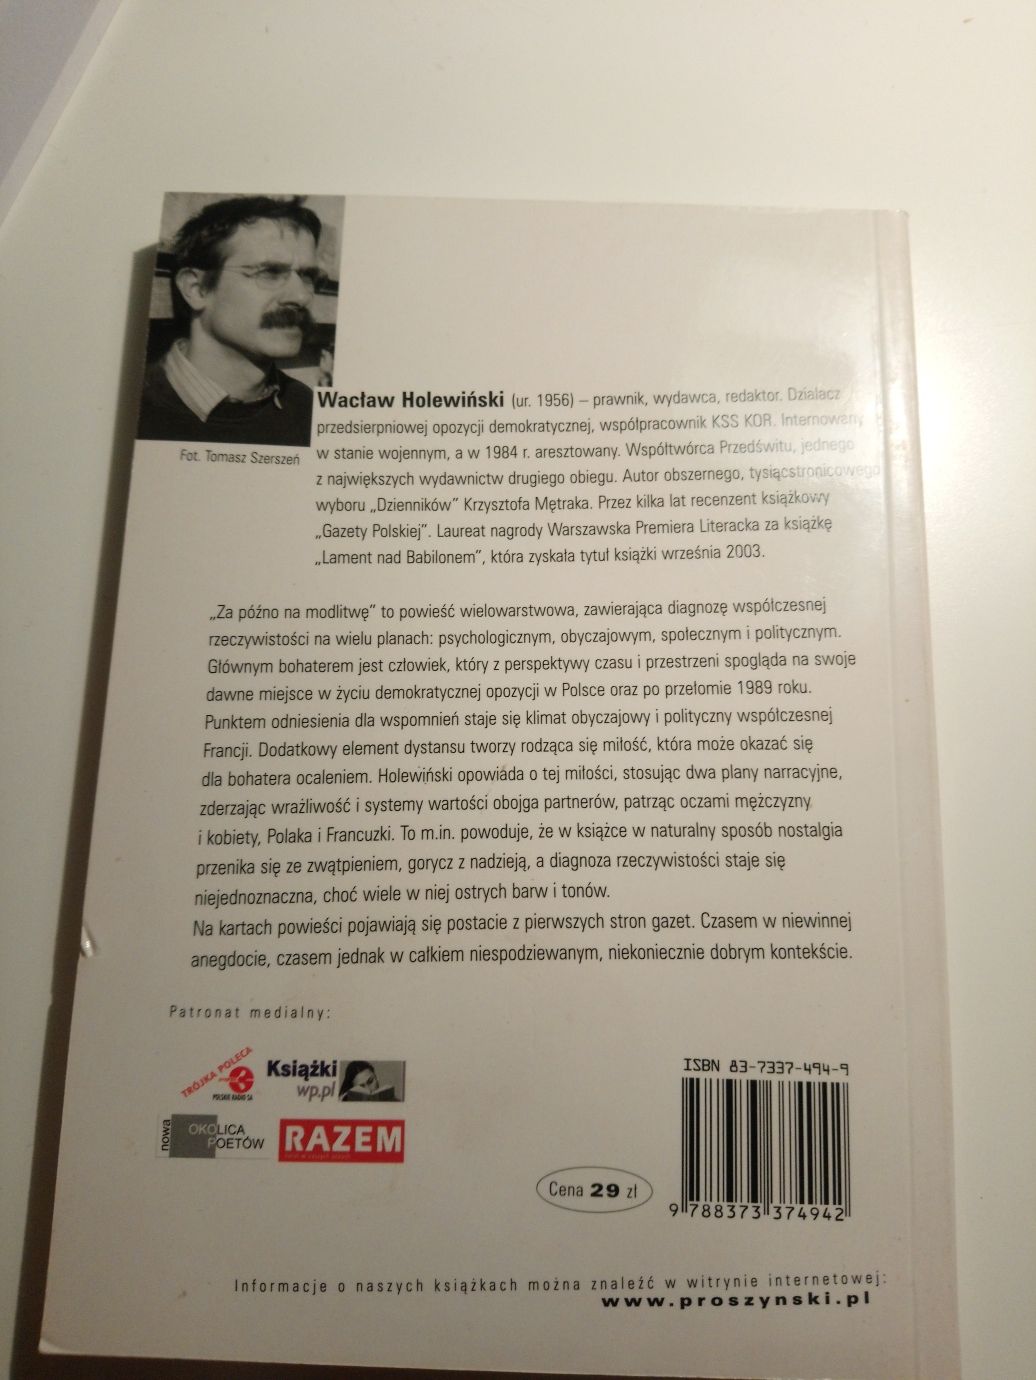 Fot. Tomasz Szerszeń
Wacław Holewiński (ur. 1956) – prawnik, wydawca, redaktor. Działacz
przedsierpniowej opozycji demokratycznej, współpracownik KSS KOR. Internowany
w stanie wojennym, a w 1984 r. aresztowany. Współtwórca Przedświtu, jednego
z największych wydawnictw drugiego obiegu. Autor obszernego, tysiącstronicowego
wyboru „Dzienników” Krzysztofa Mętraka. Przez kilka lat recenzent książkowy
„Gazety Polskiej”. Laureat nagrody Warszawska Premiera Literacka za książkę
„Lament nad Babilonem”, która zyskała tytuł książki września 2003.
„Za późno na modlitwę” to powieść wielowarstwowa, zawierająca diagnozę współczesnej
rzeczywistości na wielu planach: psychologicznym, obyczajowym, społecznym i politycznym.
Głównym bohaterem jest człowiek, który z perspektywy czasu i przestrzeni spogląda na swoje
dawne miejsce w życiu demokratycznej opozycji w Polsce oraz po przełomie 1989 roku.
Punktem odniesienia dla wspomnień staje się klimat obyczajowy i polityczny współczesnej
Francji. Dodatkowy element dystansu tworzy rodząca się miłość, która może okazać się
dla bohatera ocaleniem. Holewiński opowiada o tej miłości, stosując dwa plany narracyjne,
zderzając wrażliwość i systemy wartości obojga partnerów, patrząc oczami mężczyzny
i kobiety, Polaka i Francuzki. To m.in. powoduje, że w książce w naturalny sposób nostalgia
przenika się ze zwątpieniem, gorycz z nadzieją, a diagnoza rzeczywistości staje się
niejednoznaczna, choć wiele w niej ostrych barw i tonów.
Na kartach powieści pojawiają się postacie z pierwszych stron gazet. Czasem w niewinnej
anegdocie, czasem jednak w całkiem niespodziewanym, niekoniecznie dobrym kontekście.
Patronat medialny:
TRÓJKA POLECA
POLSKIE RADIO SA
Książki
wp.pl
nowa
OKOLICA
POETÓW
RAZEM
ISBN 83-7337-494-9
9 788373 374942
Cena 29 zł
Informacje o naszych książkach można znaleźć w witrynie internetowej:
www.proszynski.pl